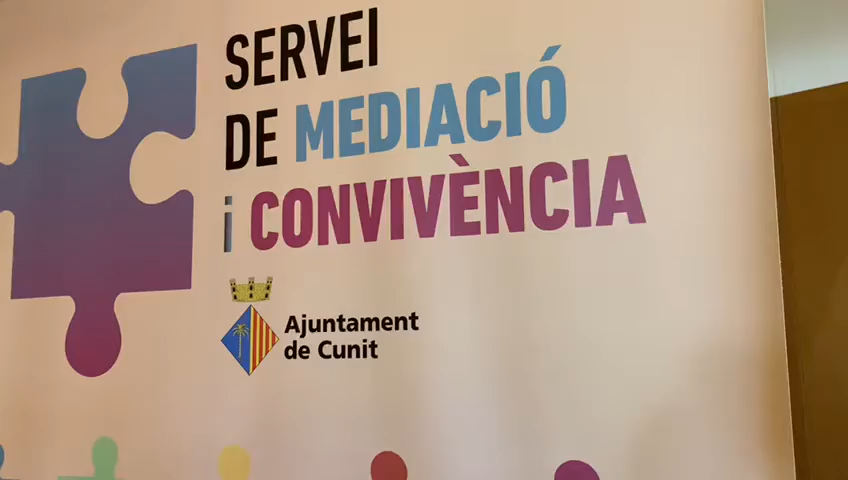 SERVEI
DE MEDIACIÓ
i CONVIVÈNCIA
Ajuntament
de Cunit